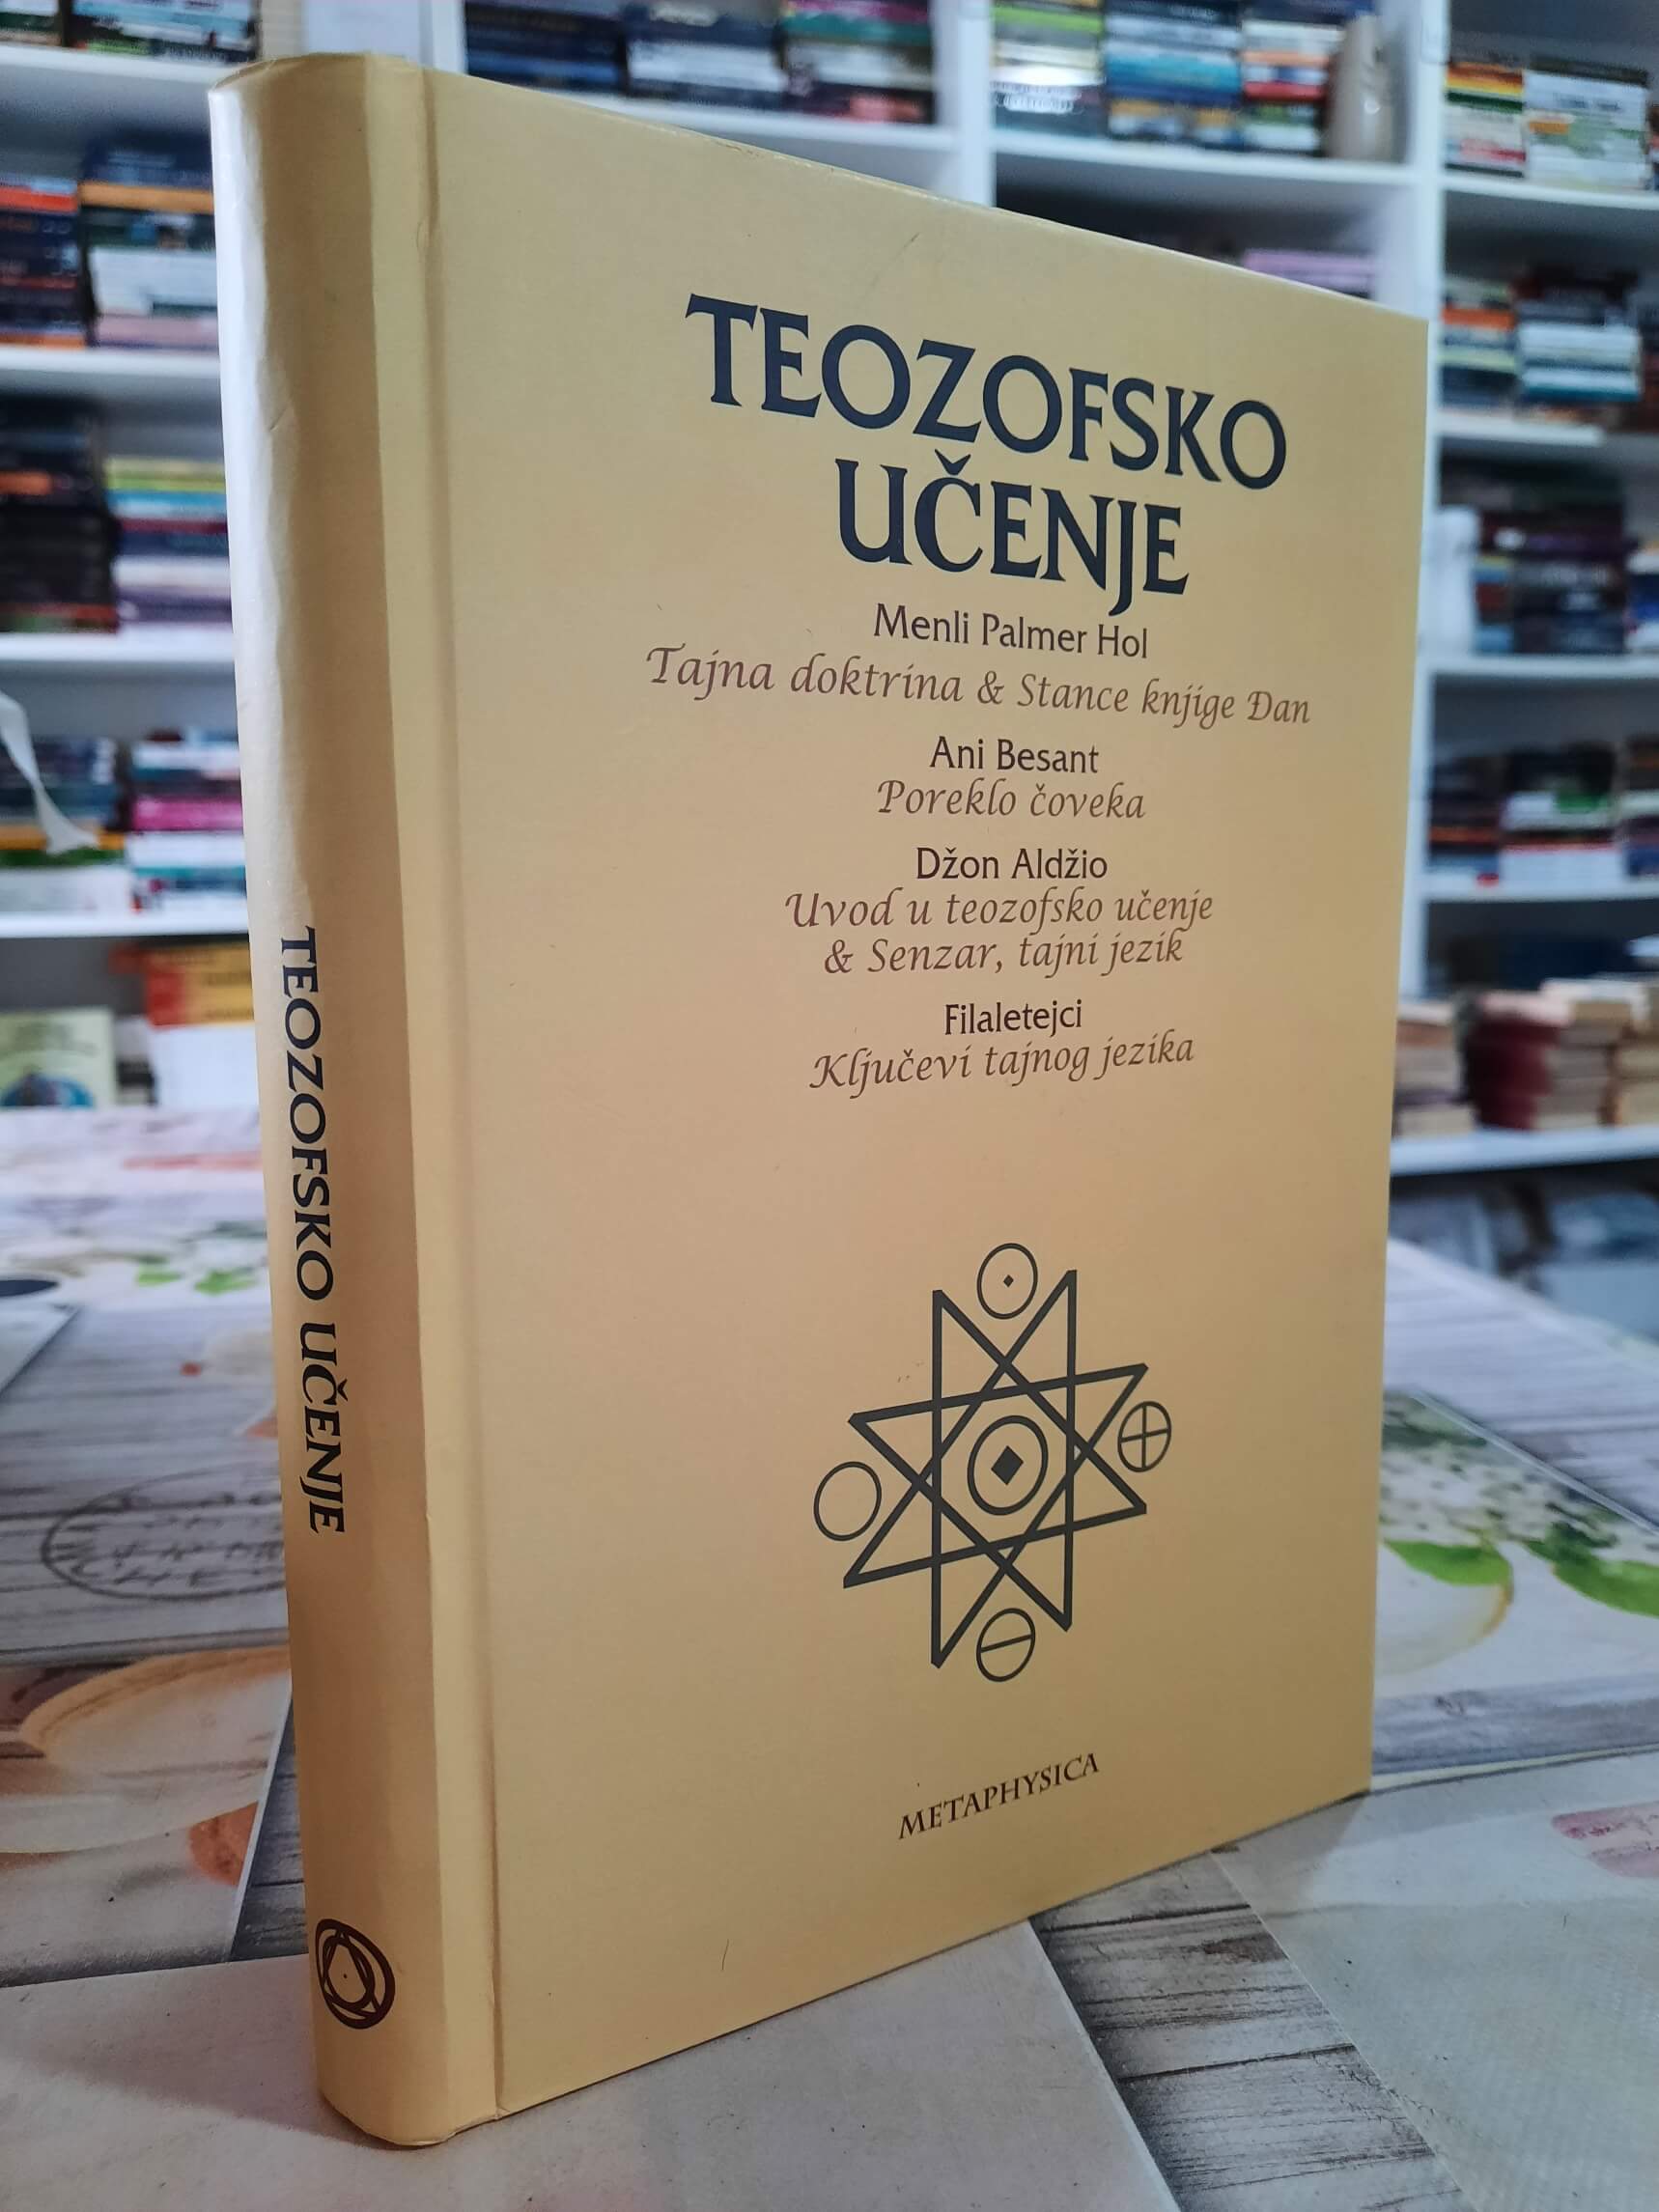 TEOZOFSKO
UČENJE
Menli Palmer Hol
Tajna doktrina & Stance knjige Đan
Ani Besant
Poreklo čoveka
Džon Aldžio
Uvod u teozofsko učenje
& Senzar, tajni jezik
Filaletejci
Ključevi tajnog jezika
METAPHYSICA
TEOZOFSKO UČENJE